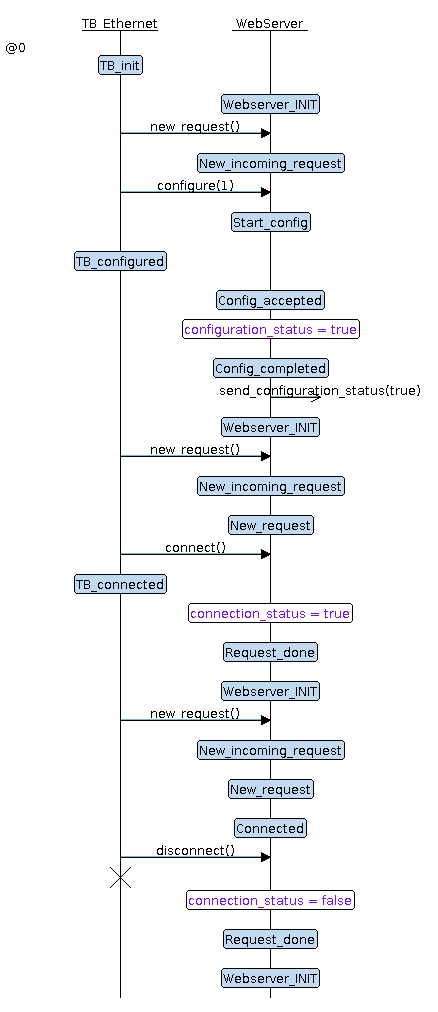 TB_Ethernet WebServer
@0
TB_init
Webserver_INIT
new_request()
New_incoming_request
configure(1)
Start_config
TB_configured
Config_accepted
configuration_status = true
Config_completed
send_configuration_status(true)
Webserver_INIT
new_request()
New_incoming_request
New_request
connect()
TB_connected
connection_status = true
Request_done
Webserver_INIT
new_request()
New_incoming_request
New_request
Connected
disconnect()
connection_status = false
Request_done
Webserver_INIT